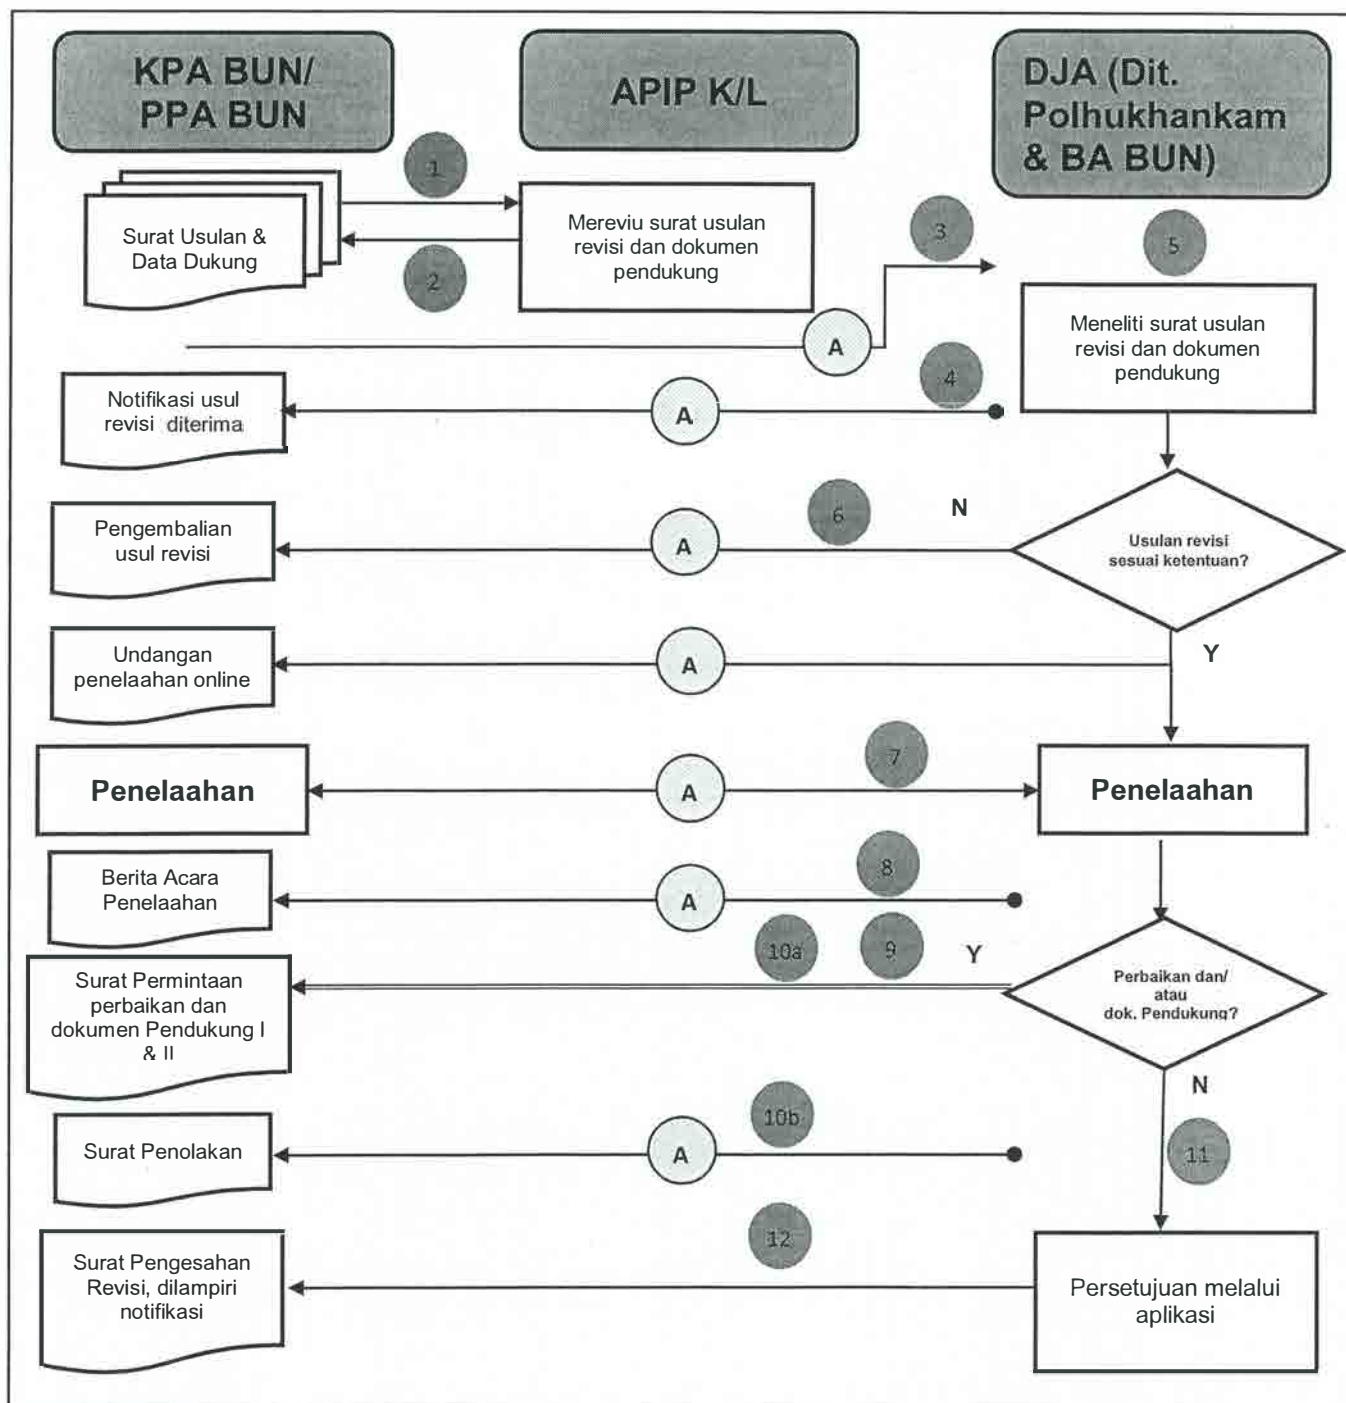 KPA BUN/
PPA BUN
APIP K/L
DJA (Dit.
Polhukhankam
& BA BUN)
1
Surat Usulan &
Data Dukung
2
Mereviu surat usulan
revisi dan dokumen
pendukung
3
5
Meneliti surat usulan
revisi dan dokumen
pendukung
A
4
Notifikasi usul
revisi diterima
A
Pengembalian
usul revisi
A
6
N
Usulan revisi
sesuai ketentuan?
Undangan
penelaahan online
A
Y
Penelaahan
A
7
Penelaahan
Berita Acara
Penelaahan
A
8
10a
9
Y
Surat Permintaan
perbaikan dan
dokumen Pendukung I
& II
Perbaikan dan/
atau
dok. Pendukung?
N
10b
Surat Penolakan
A
11
12
Surat Pengesahan
Revisi, dilampiri
notifikasi
Persetujuan melalui
aplikasi